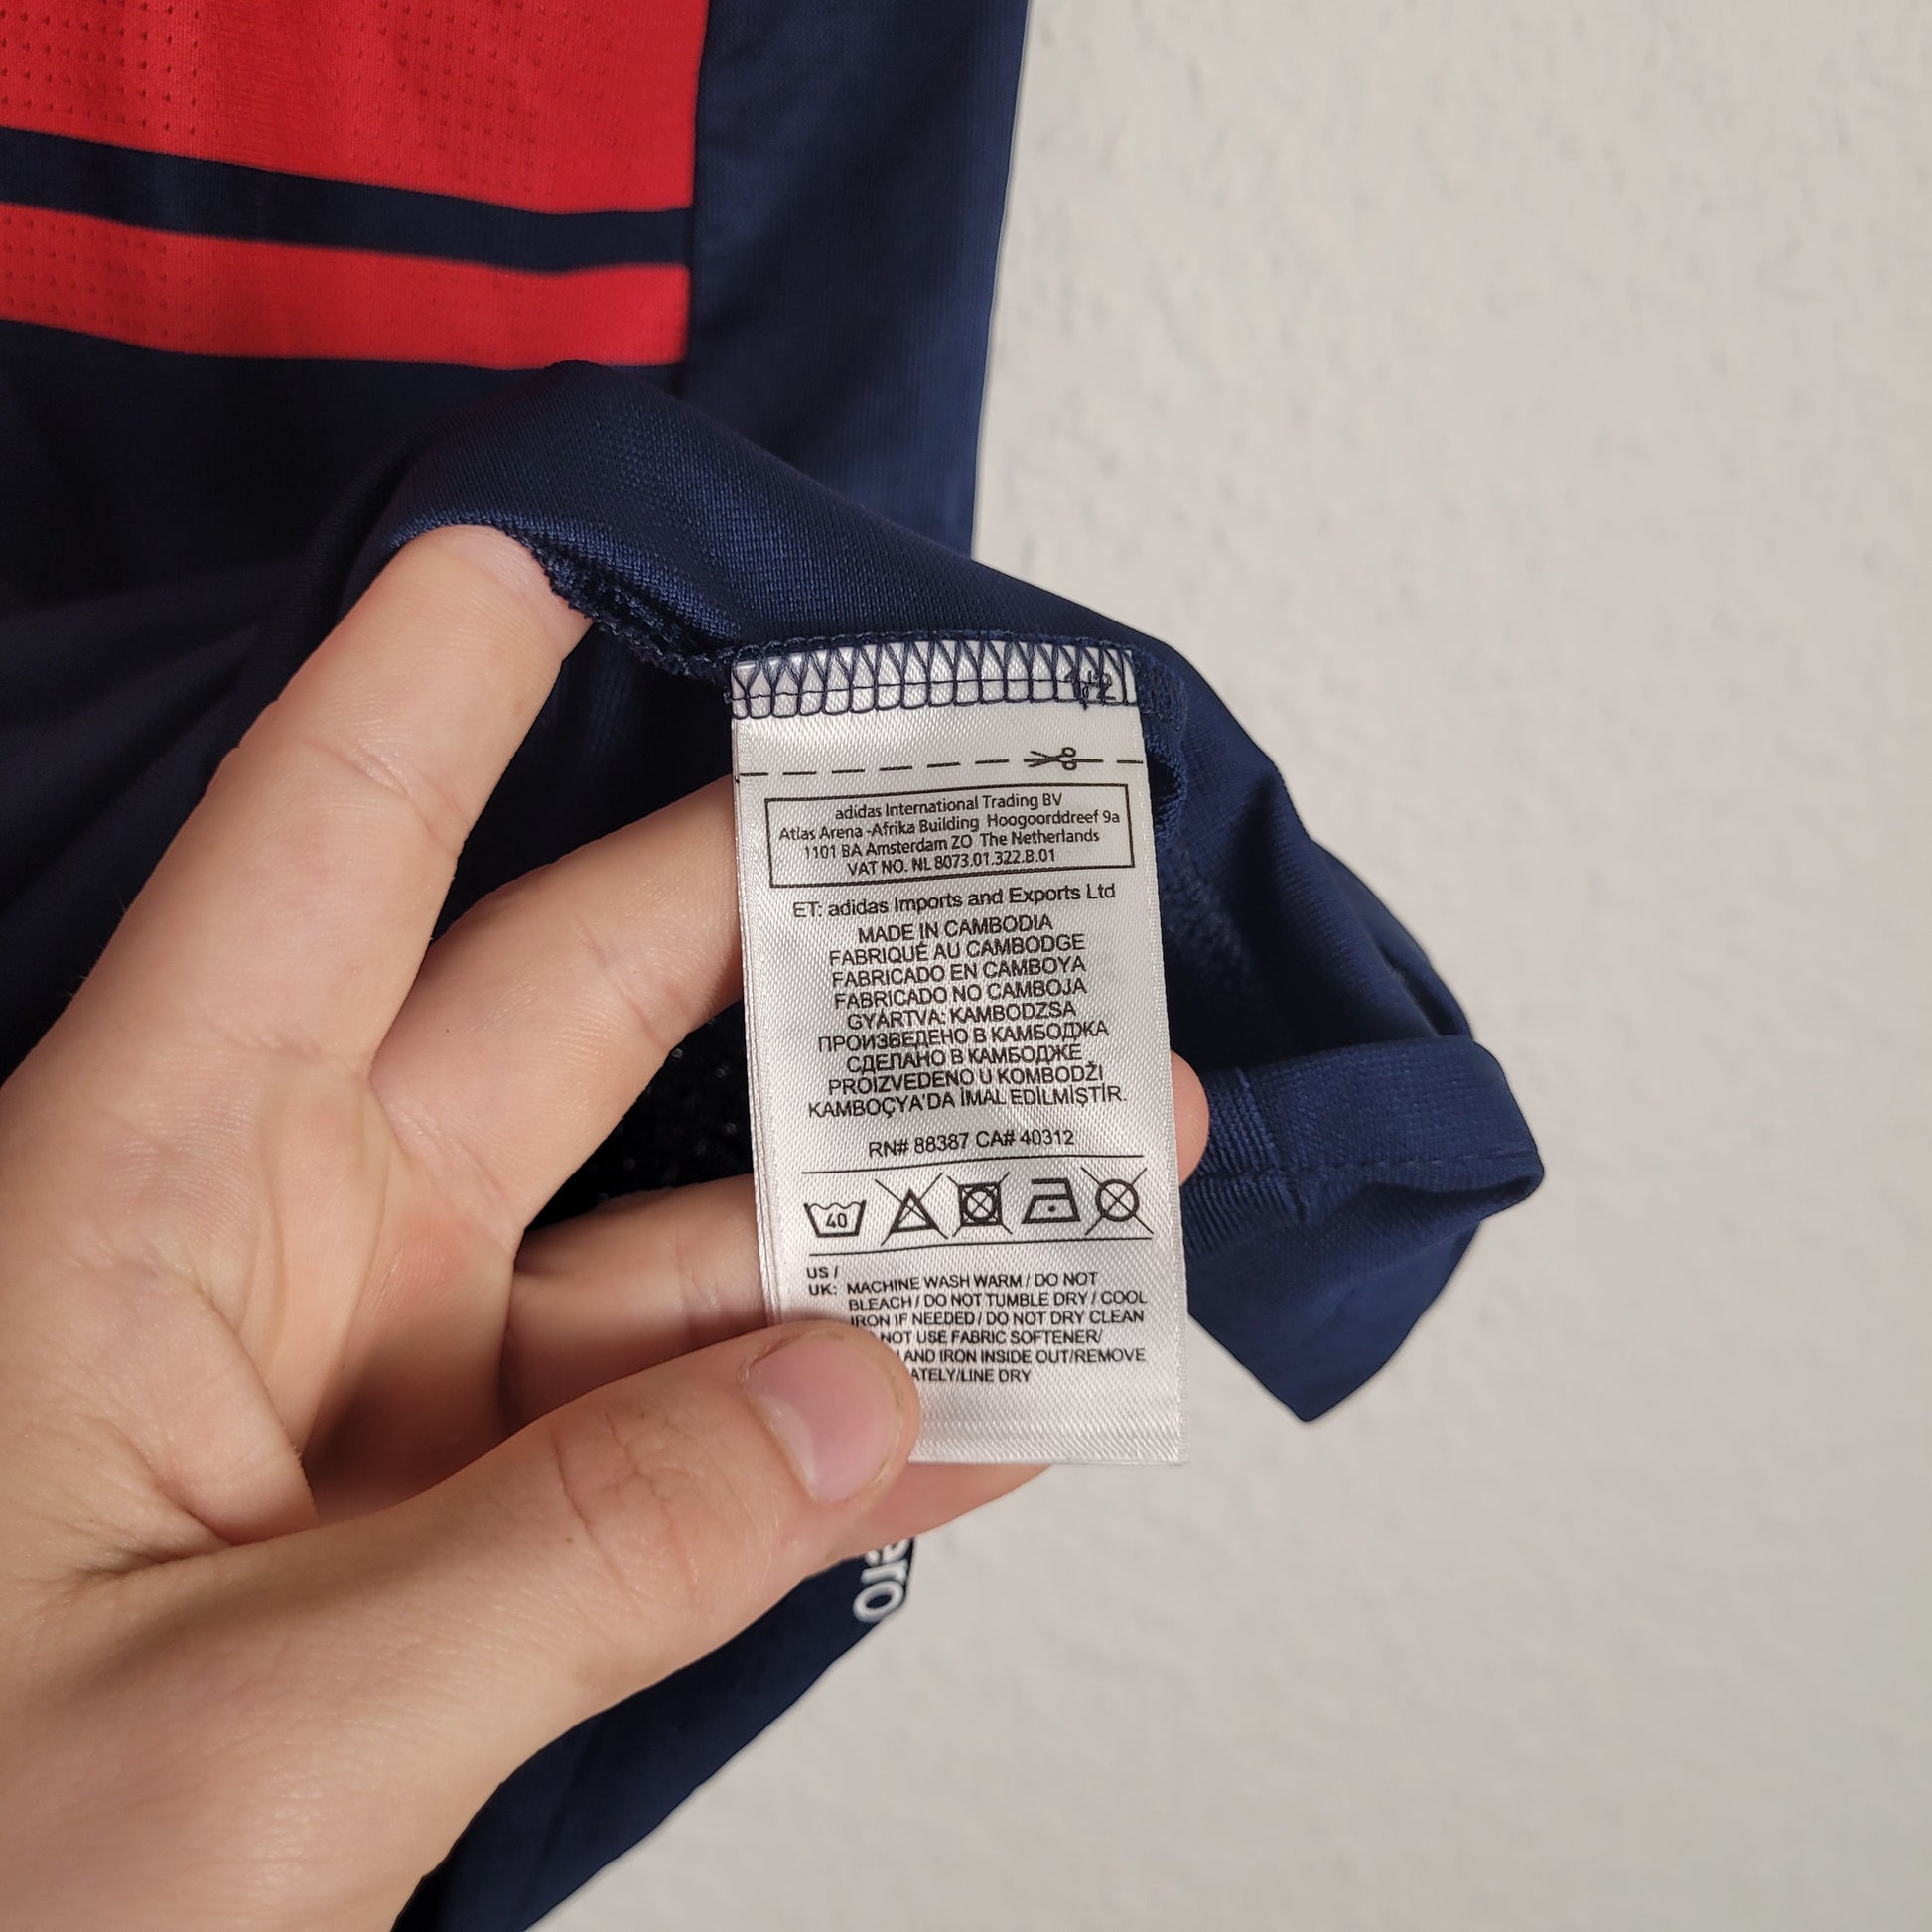 adidas International Trading BV
Atlas Arena -Afrika Building Hoogoorddreef 9a
1101 BA Amsterdam ZO The Netherlands
VAT NO. NL 8073.01.322.B.01
ET: adidas Imports and Exports Ltd
MADE IN CAMBODIA
FABRIQUÉ AU CAMBODGE
FABRICADO EN CAMBOYA
FABRICADO NO CAMBOJA
GYÁRTVA: KAMBODZSA
ПРОИЗВЕДЕНО В КАМБОДЖА
СДЕЛАНО В КАМБОДЖЕ
PROIZVEDENO U KOMBODŽI
KAMBOÇYA'DA İMAL EDİLMİŞTİR.
RN# 88387 CA# 40312
40
US /
UK: MACHINE WASH WARM / DO NOT
BLEACH / DO NOT TUMBLE DRY / COOL
IRON IF NEEDED / DO NOT DRY CLEAN
NOT USE FABRIC SOFTENER/
AND IRON INSIDE OUT/REMOVE
ATELY/LINE DRY
ero